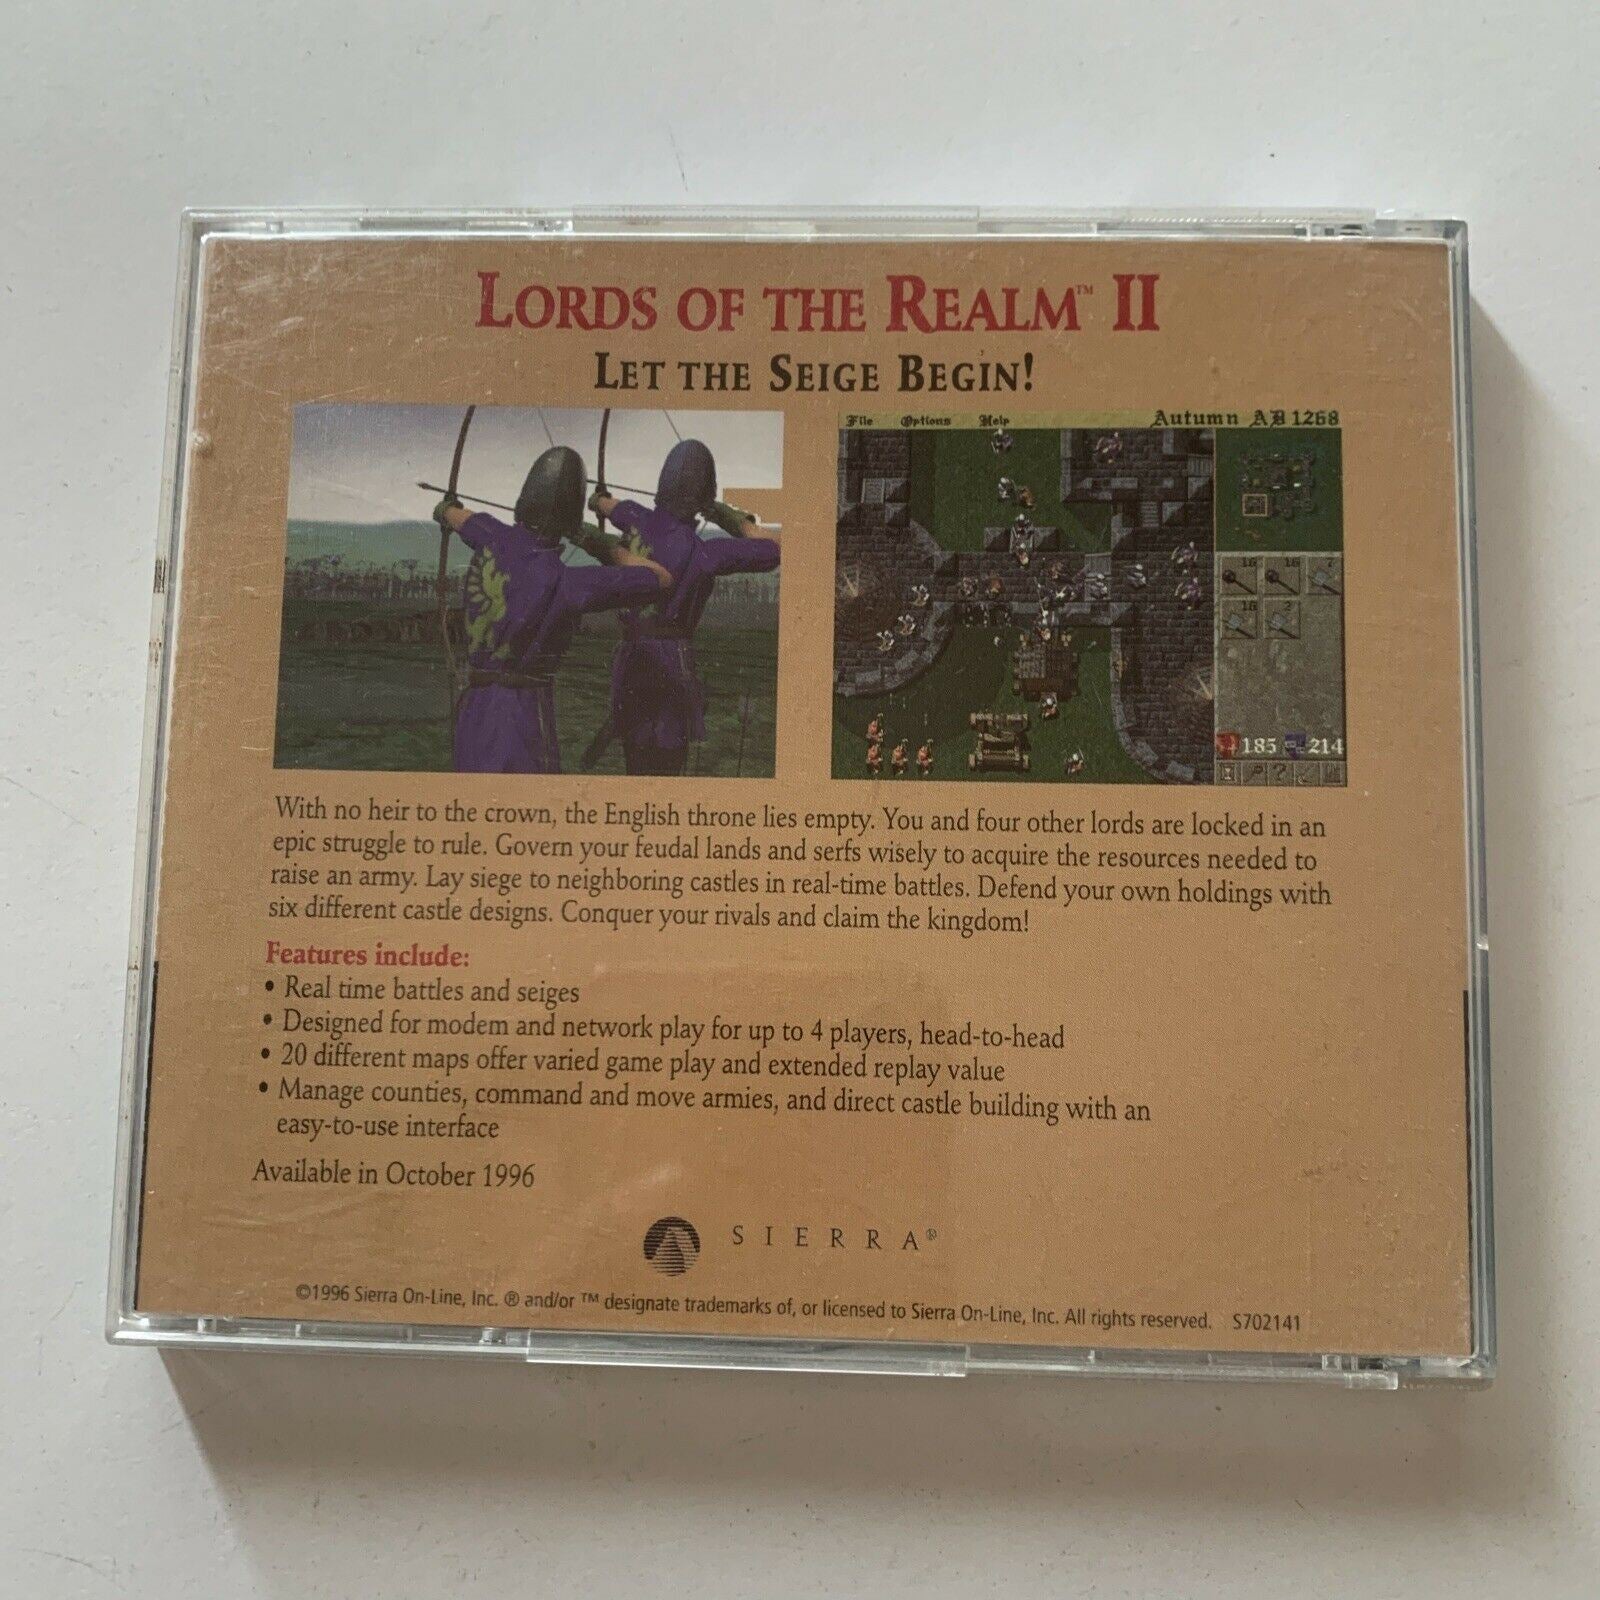 LORDS OF THE REALM™ II
LET THE SEIGE BEGIN!
File Options Help Autumn AD 1268
16 16 7
16 2
185 214
With no heir to the crown, the English throne lies empty. You and four other lords are locked in an
epic struggle to rule. Govern your feudal lands and serfs wisely to acquire the resources needed to
raise an army. Lay siege to neighboring castles in real-time battles. Defend your own holdings with
six different castle designs. Conquer your rivals and claim the kingdom!
Features include:
• Real time battles and seiges
• Designed for modem and network play for up to 4 players, head-to-head
• 20 different maps offer varied game play and extended replay value
• Manage counties, command and move armies, and direct castle building with an
easy-to-use interface
Available in October 1996
SIERRA®
©1996 Sierra On-Line, Inc. ® and/or ™ designate trademarks of, or licensed to Sierra On-Line, Inc. All rights reserved. S702141